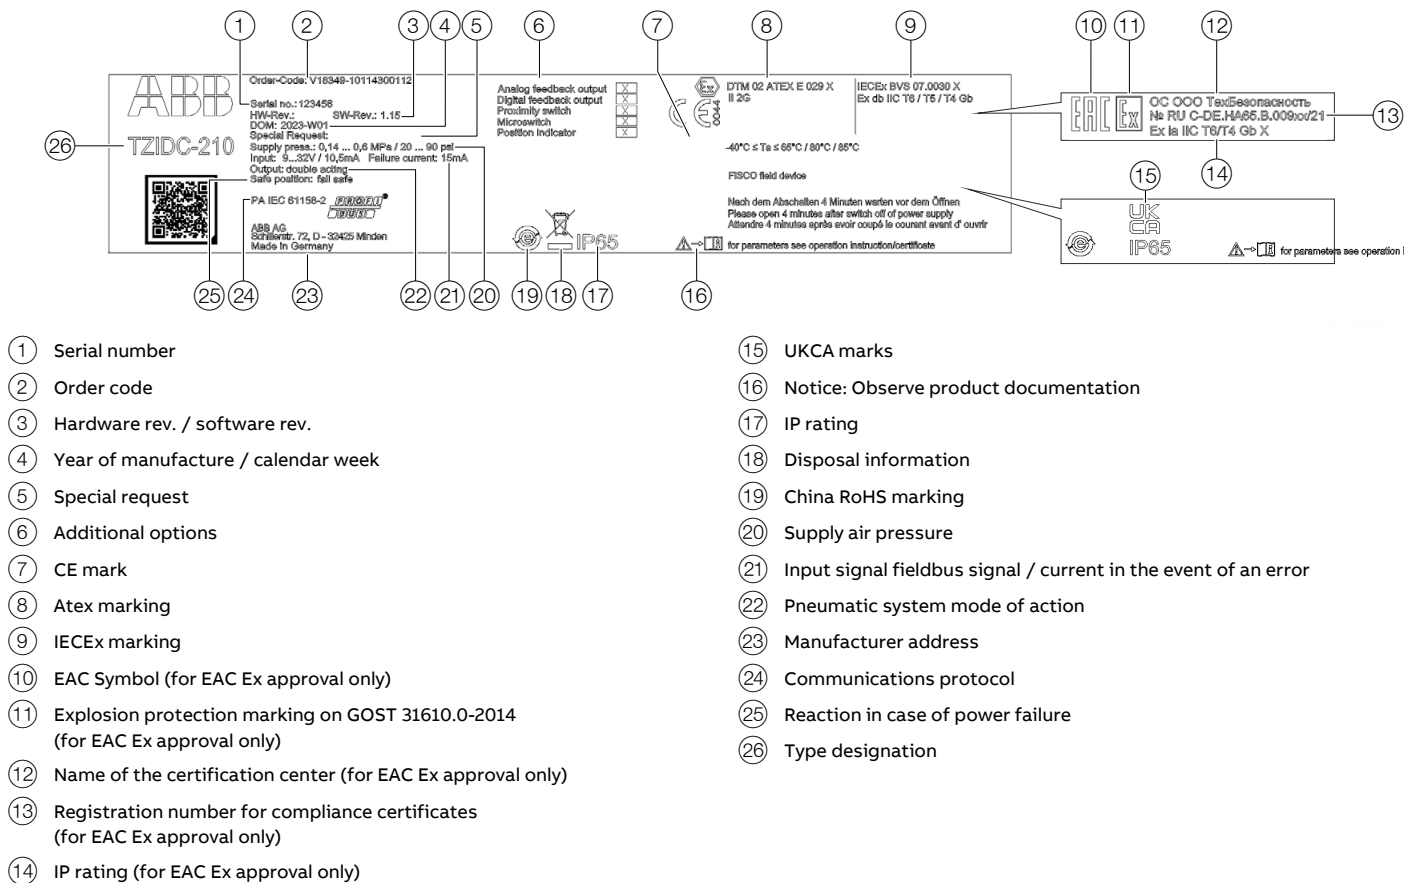 1 2 3 4 5 6 7 8 9 10 11 12
ABB
TZIDC-210
Order-Code: V18349-10114300112
Serial no.: 123456
HW-Rev.: SW-Rev.: 1.15
DOM: 2023-W01
Special Request:
Supply press.: 0,14 ... 0,6 MPa / 20 ... 90 psi
Input: 9...32V / 10,5mA Failure current: 15mA
Output: double acting
Safe position: fail safe
PA IEC 61158-2 PROFI BUS ®
ABB AG
Schillerstr. 72, D - 32425 Minden
Made in Germany
Analog feedback output X
Digital feedback output X
Proximity switch X
Microswitch X
Position indicator X
IP65
CE 0044
Ex
DTM 02 ATEX E 029 X
II 2G
IECEx BVS 07.0030 X
Ex db IIC T6 / T5 / T4 Gb
-40°C ≤ Ta ≤ 65°C / 80°C / 85°C
FISCO field device
Nach dem Abschalten 4 Minuten warten vor dem Öffnen
Please open 4 minutes after switch off of power supply
Attendre 4 minutes après avoir coupé le courant avant d' ouvrir
for parameters see operation instruction/certificate
EAC Ex
ОС ООО ТехБезопасность
№ RU C-DE.HA65.B.009xx/21
Ex ia IIC T6/T4 Gb X
13
14
15
UK
CA
IP65
for parameters see operation i
26
25 24 23 22 21 20 19 18 17 16
1 Serial number
2 Order code
3 Hardware rev. / software rev.
4 Year of manufacture / calendar week
5 Special request
6 Additional options
7 CE mark
8 Atex marking
9 IECEx marking
10 EAC Symbol (for EAC Ex approval only)
11 Explosion protection marking on GOST 31610.0-2014
(for EAC Ex approval only)
12 Name of the certification center (for EAC Ex approval only)
13 Registration number for compliance certificates
(for EAC Ex approval only)
14 IP rating (for EAC Ex approval only)
15 UKCA marks
16 Notice: Observe product documentation
17 IP rating
18 Disposal information
19 China RoHS marking
20 Supply air pressure
21 Input signal fieldbus signal / current in the event of an error
22 Pneumatic system mode of action
23 Manufacturer address
24 Communications protocol
25 Reaction in case of power failure
26 Type designation